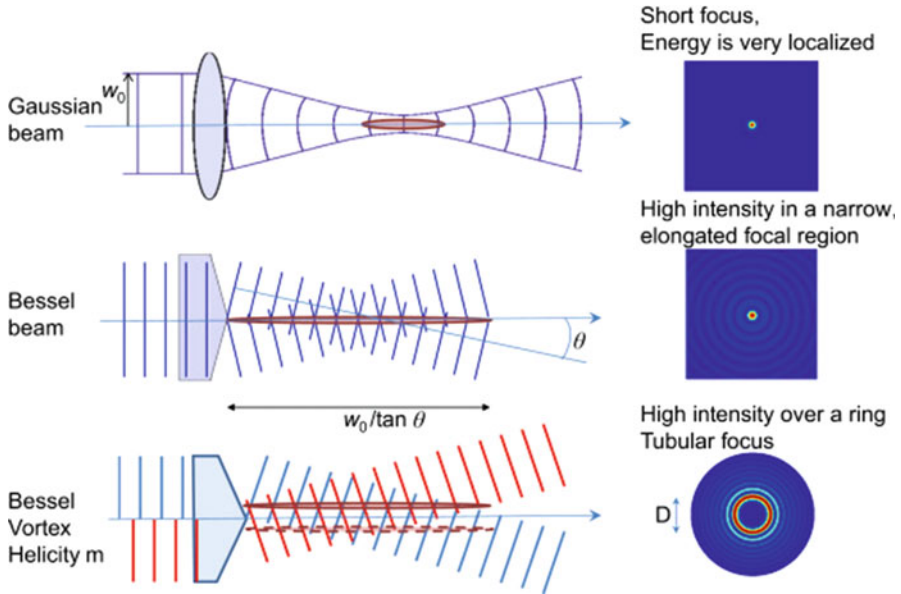 Short focus,
Energy is very localized
w₀
Gaussian
beam
High intensity in a narrow,
elongated focal region
Bessel
beam
θ
w₀/tan θ
High intensity over a ring
Tubular focus
Bessel
Vortex
Helicity m
D